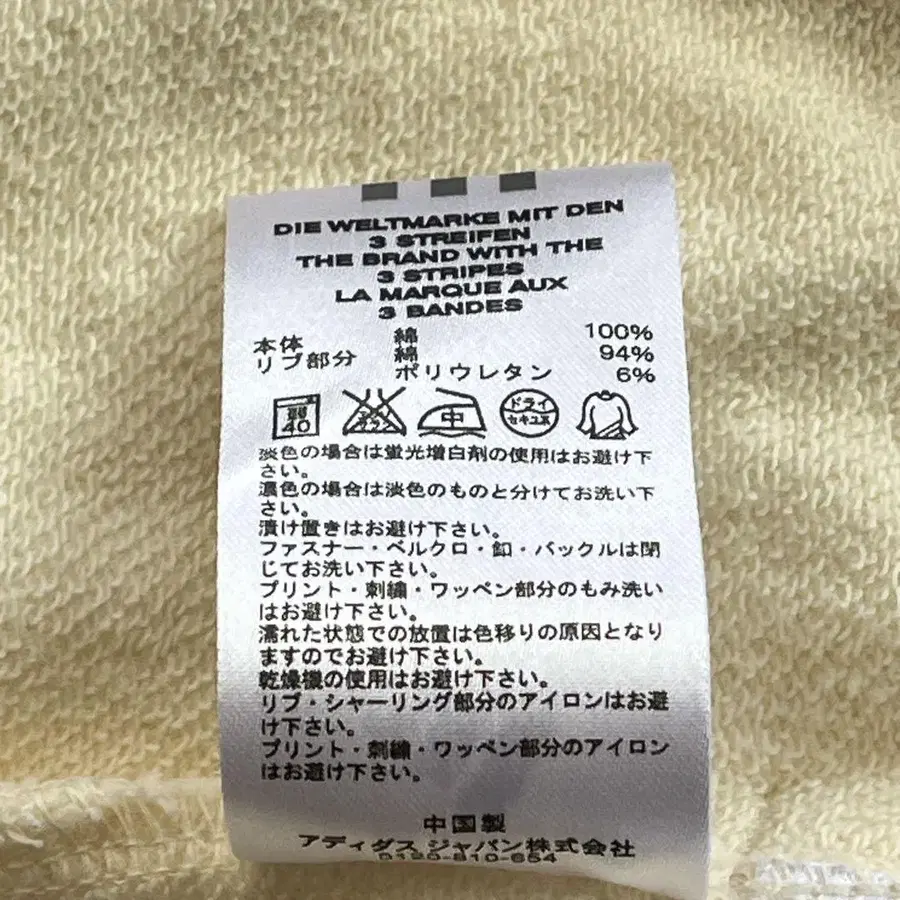 DIE WELTMARKE MIT DEN
3 STREIFEN
THE BRAND WITH THE
3 STRIPES
LA MARQUE AUX
3 BANDES
本体 綿 100%
リブ部分 綿 94%
ポリウレタン 6%
40 中 ドライ
セキユ系
淡色の場合は蛍光増白剤の使用はお避け下
さい。
濃色の場合は淡色のものと分けてお洗い下
さい。
漬け置きはお避け下さい。
ファスナー・ベルクロ・釦・バックルは閉
じてお洗い下さい。
プリント・刺繍・ワッペン部分のもみ洗い
はお避け下さい。
濡れた状態での放置は色移りの原因となり
ますのでお避け下さい。
乾燥機の使用はお避け下さい。
リブ・シャーリング部分のアイロンはお避
け下さい。
プリント・刺繍・ワッペン部分のアイロン
はお避け下さい。
中国製
アディダス ジャパン株式会社
0120-810-654